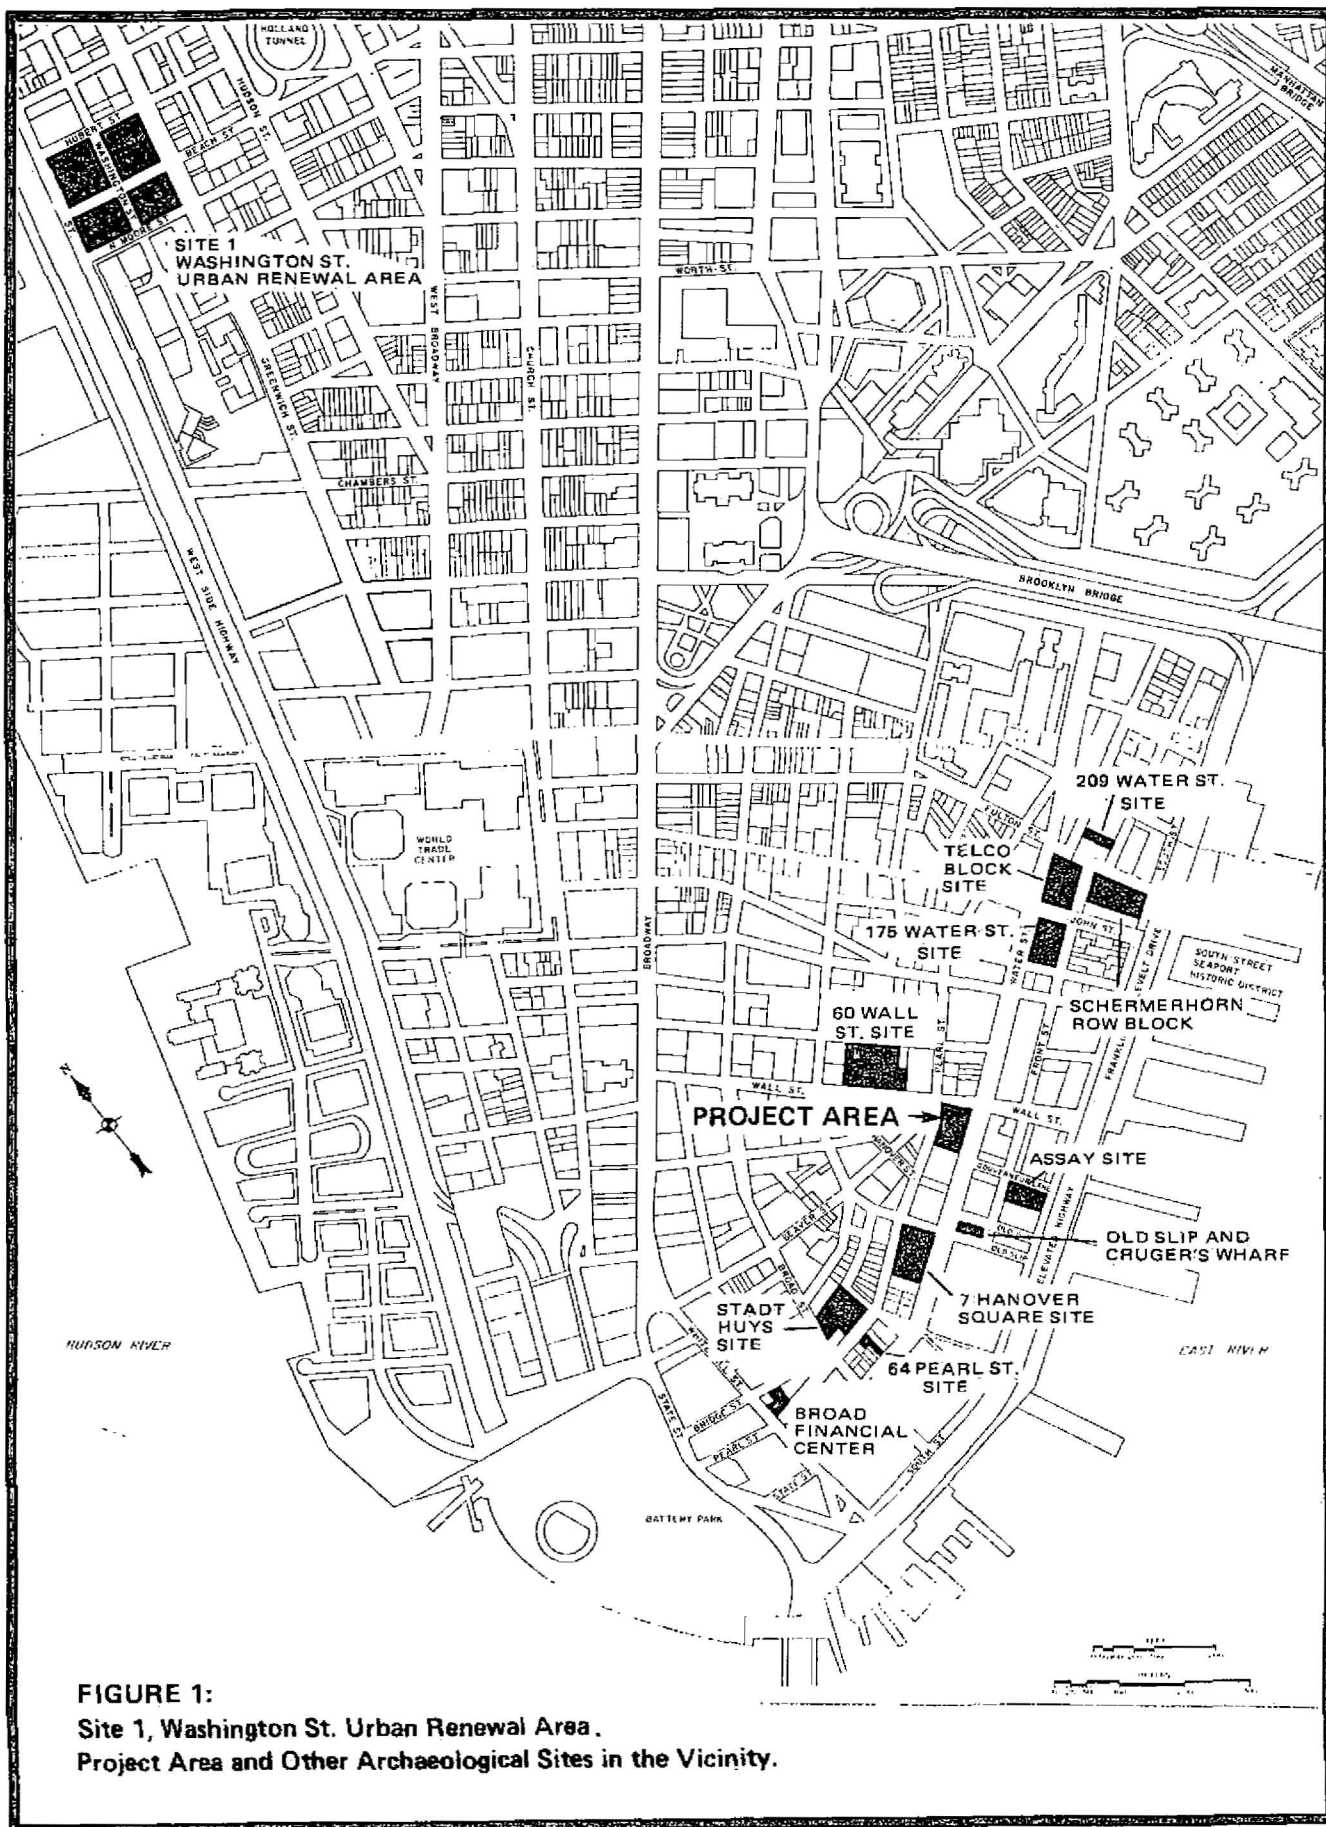 HOLLAND
TUNNEL
MANHATTAN
BRIDGE
HUDSON ST.
HUBERT ST
BEACH ST
WASHINGTON ST.
N MOORE
ST.
SITE 1
WASHINGTON ST.
URBAN RENEWAL AREA
WORTH ST.
WEST BROADWAY
CHURCH ST.
GREENWICH ST.
CHAMBERS ST.
WEST SIDE HIGHWAY
BROOKLYN BRIDGE
209 WATER ST.
SITE
FULTON ST.
TELCO
BLOCK
SITE
WORLD
TRADE
CENTER
JOHN ST.
175 WATER ST.
SITE
WATER ST.
BROADWAY
SOUTH STREET
SEAPORT
HISTORIC DISTRICT
SCHERMERHORN
ROW BLOCK
60 WALL
ST. SITE
PEARL ST.
FRONT ST.
WALL ST.
PROJECT AREA
WALL ST.
HANOVER ST.
N
ASSAY SITE
ELEVATED HIGHWAY
BEAVER ST.
OLD SLIP
OLD SLIP AND
CRUGER'S WHARF
BROAD ST.
7 HANOVER
SQUARE SITE
STADT
HUYS
SITE
HUDSON RIVER
EAST RIVER
64 PEARL ST.
SITE
STATE ST.
BRIDGE ST.
PEARL ST.
BROAD
FINANCIAL
CENTER
SOUTH ST.
STATE ST.
BATTERY PARK
FIGURE 1:
Site 1, Washington St. Urban Renewal Area.
Project Area and Other Archaeological Sites in the Vicinity.